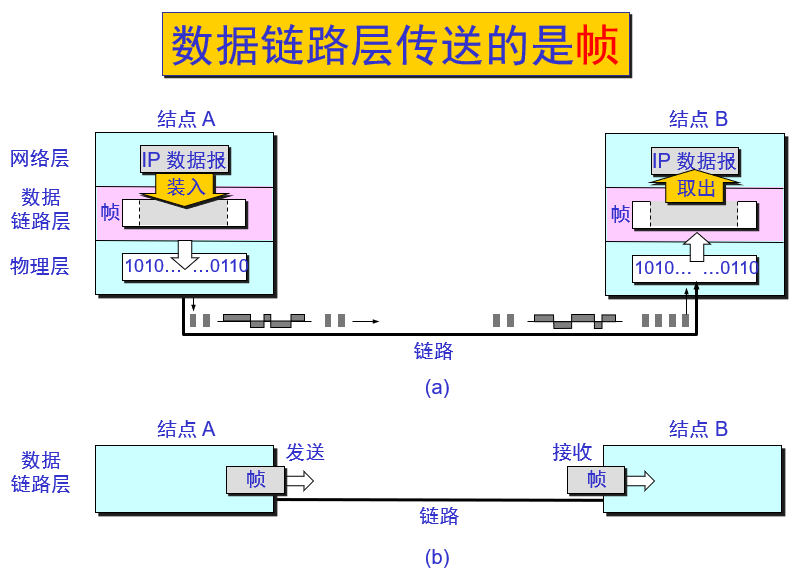 数据链路层传送的是帧
结点 A
结点 B
网络层
IP 数据报
IP 数据报
装入
取出
数据
链路层
帧
帧
物理层
1010… …0110
1010… …0110
链路
(a)
结点 A
结点 B
数据
链路层
发送
接收
帧
帧
链路
(b)